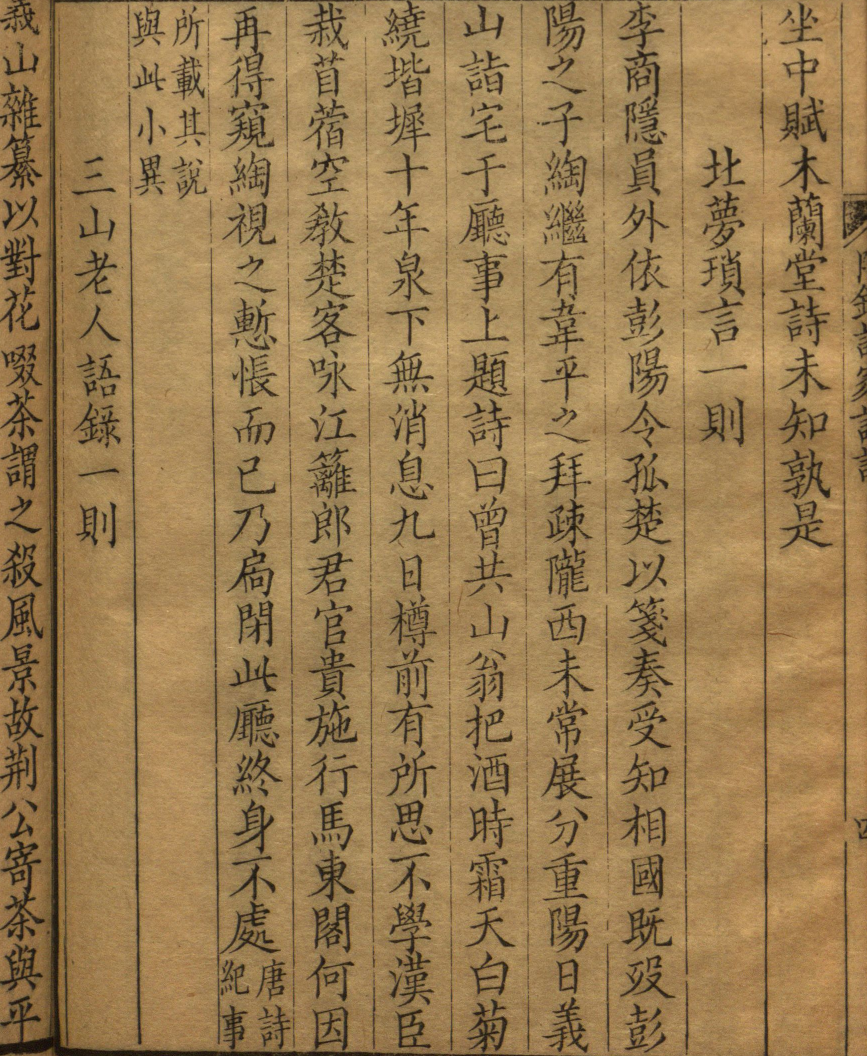 坐中賦木蘭堂詩未知孰是
北夢瑣言一則
李商隱員外依彭陽令孤楚以箋奏受知相國既歿彭
陽之子綯繼有韋平之拜疎隴西未常展分重陽日義
山詣宅于廳事上題詩曰曾共山翁把酒時霜天白菊
繞堦墀十年泉下無消息九日樽前有所思不學漢臣
栽苜蓿空教楚客咏江籬郎君官貴施行馬東閣何因
再得窺綯視之慙悵而已乃扃閉此廳終身不處唐詩
紀事
所載其說
與此小異
三山老人語錄一則
義山雜纂以對花啜茶謂之殺風景故荆公寄茶與平